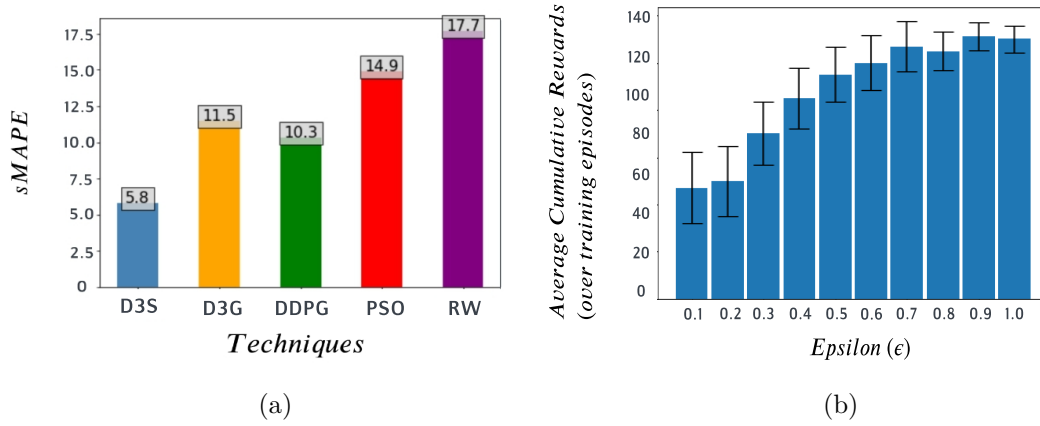 17.5
15.0
12.5
10.0
7.5
5.0
2.5
0
sMAPE
5.8
11.5
10.3
14.9
17.7
D3S D3G DDPG PSO RW
Techniques
(a)
140
120
100
80
60
40
20
0
Average Cumulative Rewards
(over training episodes)
0.1 0.2 0.3 0.4 0.5 0.6 0.7 0.8 0.9 1.0
Epsilon (ϵ)
(b)